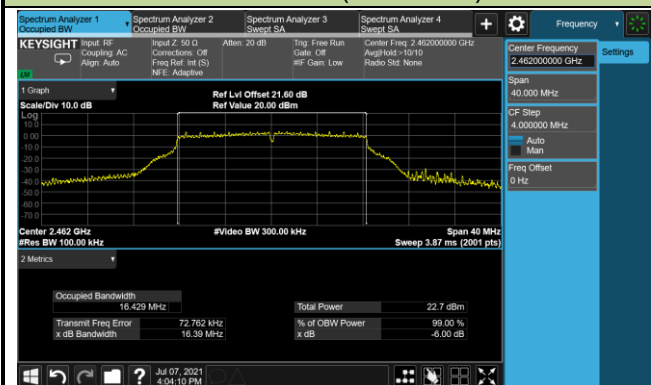 Spectrum Analyzer 1
Occupied BW
Spectrum Analyzer 2
Occupied BW
Spectrum Analyzer 3
Swept SA
Spectrum Analyzer 4
Swept SA
+
Frequency
KEYSIGHT
Input: RF
Coupling: AC
Align: Auto
Input Z: 50 Ω
Corrections: Off
Freq Ref: Int (S)
NFE: Adaptive
Atten: 20 dB
Trig: Free Run
Gate: Off
#IF Gain: Low
Center Freq: 2.462000000 GHz
Avg|Hold:>10/10
Radio Std: None
Center Frequency
2.462000000 GHz
Settings
Span
40.000 MHz
CF Step
4.000000 MHz
Auto
Man
Freq Offset
0 Hz
1 Graph
Scale/Div 10.0 dB
Ref Lvl Offset 21.60 dB
Ref Value 20.00 dBm
Log
10.0
0.00
-10.0
-20.0
-30.0
-40.0
-50.0
-60.0
-70.0
Center 2.462 GHz
#Res BW 100.00 kHz
#Video BW 300.00 kHz
Span 40 MHz
Sweep 3.87 ms (2001 pts)
2 Metrics
Occupied Bandwidth
16.429 MHz
Total Power 22.7 dBm
Transmit Freq Error 72.762 kHz
% of OBW Power 99.00 %
x dB Bandwidth 16.39 MHz
x dB -6.00 dB
?
Jul 07, 2021
4:04:10 PM